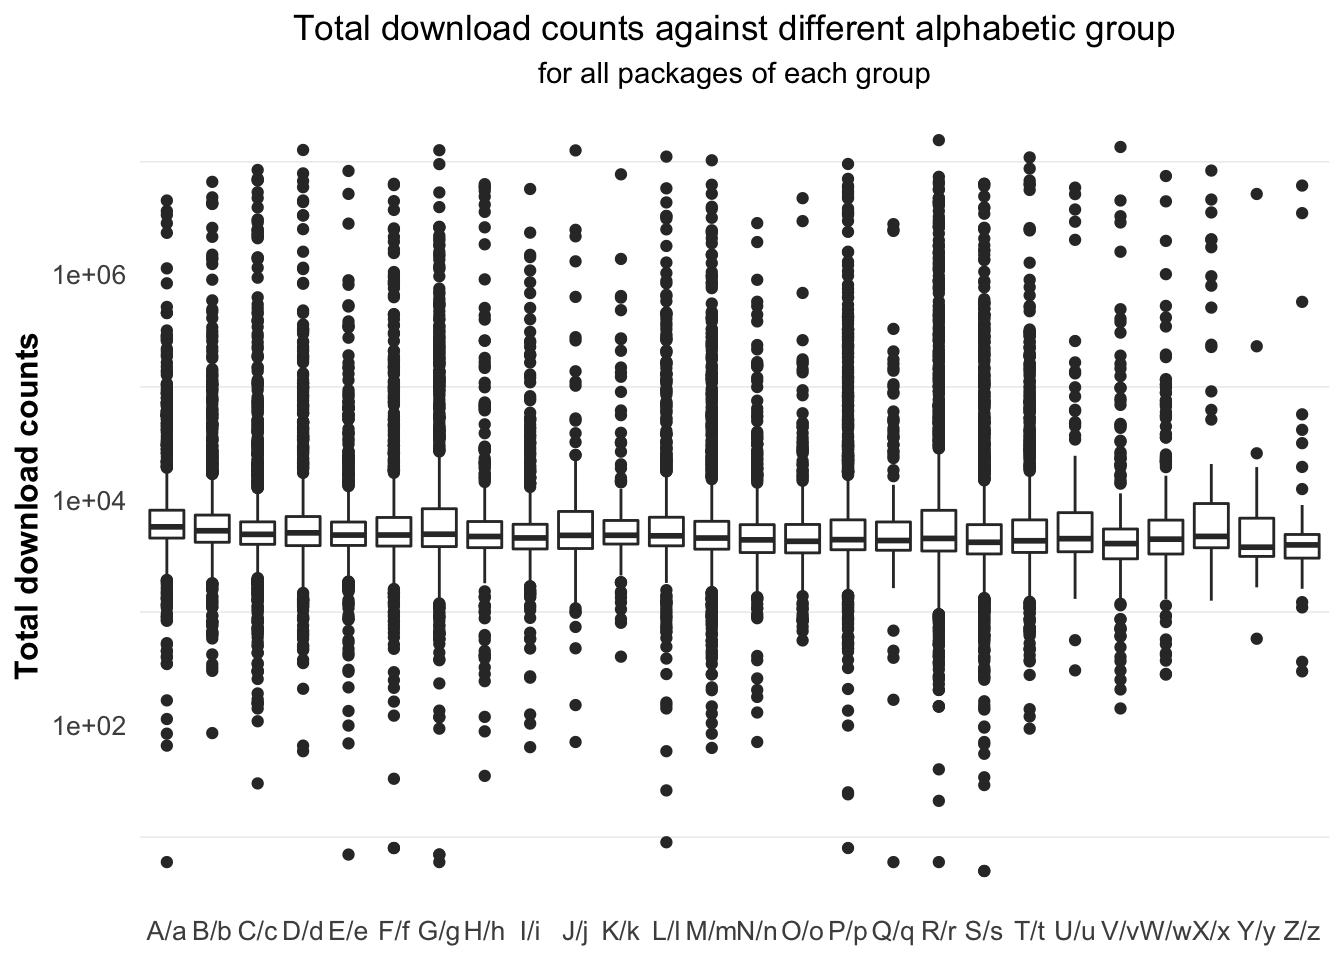 Total download counts against different alphabetic group
for all packages of each group
Total download counts
1e+06
1e+04
1e+02
A/a B/b C/c D/d E/e F/f G/g H/h I/i J/j K/k L/l M/m N/n O/o P/p Q/q R/r S/s T/t U/u V/v W/w X/x Y/y Z/z